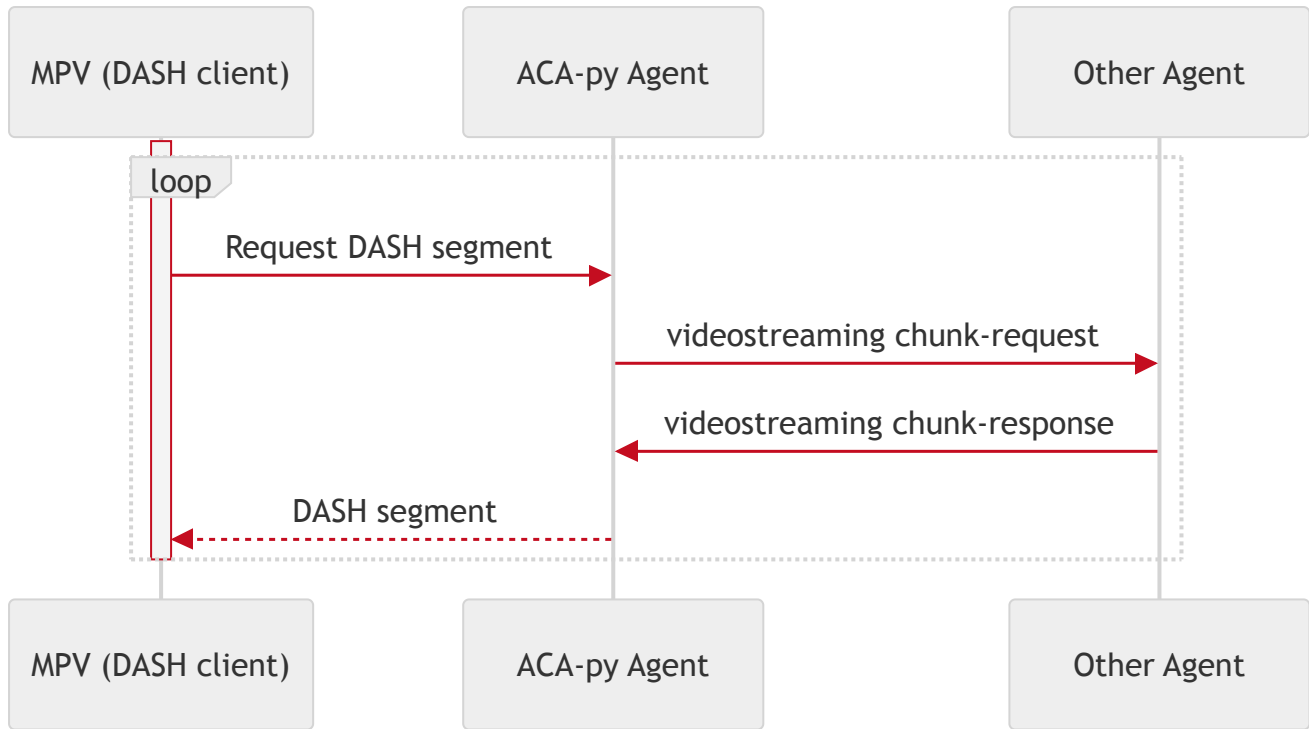 MPV (DASH client)
ACA-py Agent
Other Agent
loop
Request DASH segment
videostreaming chunk-request
videostreaming chunk-response
DASH segment
MPV (DASH client)
ACA-py Agent
Other Agent